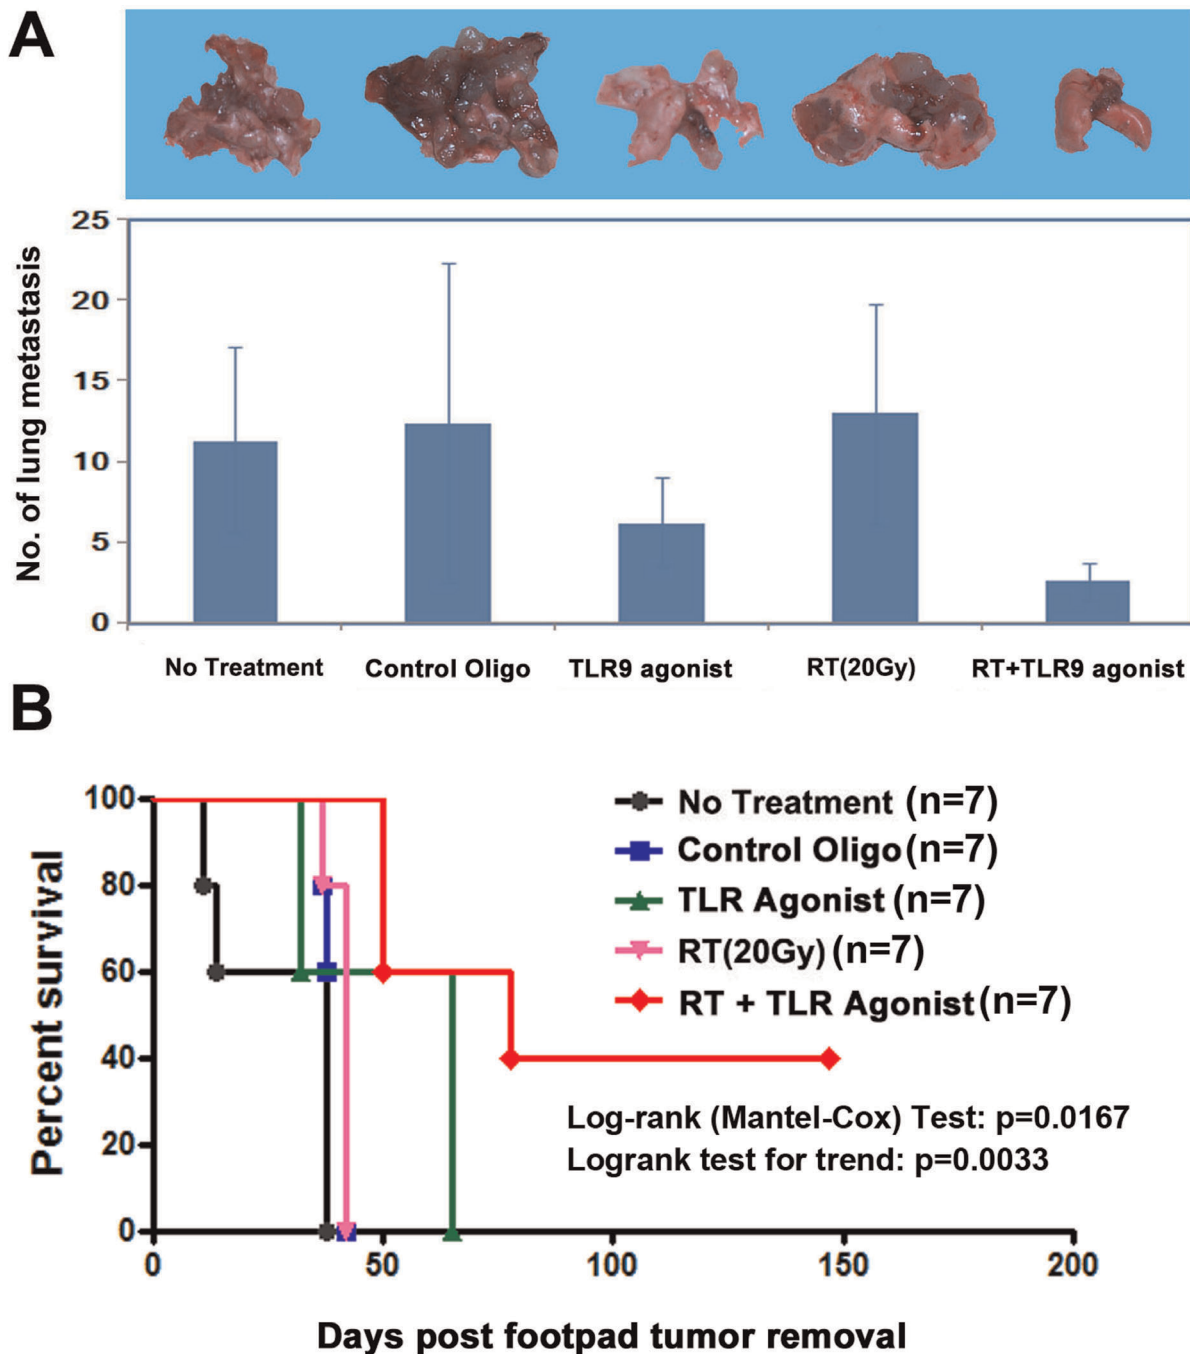 A
25
20
15
10
5
0
No. of lung metastasis
No Treatment Control Oligo TLR9 agonist RT(20Gy) RT+TLR9 agonist
B
100
80
60
40
20
0
Percent survival
No Treatment (n=7)
Control Oligo (n=7)
TLR Agonist (n=7)
RT(20Gy) (n=7)
RT + TLR Agonist (n=7)
Log-rank (Mantel-Cox) Test: p=0.0167
Logrank test for trend: p=0.0033
0 50 100 150 200
Days post footpad tumor removal